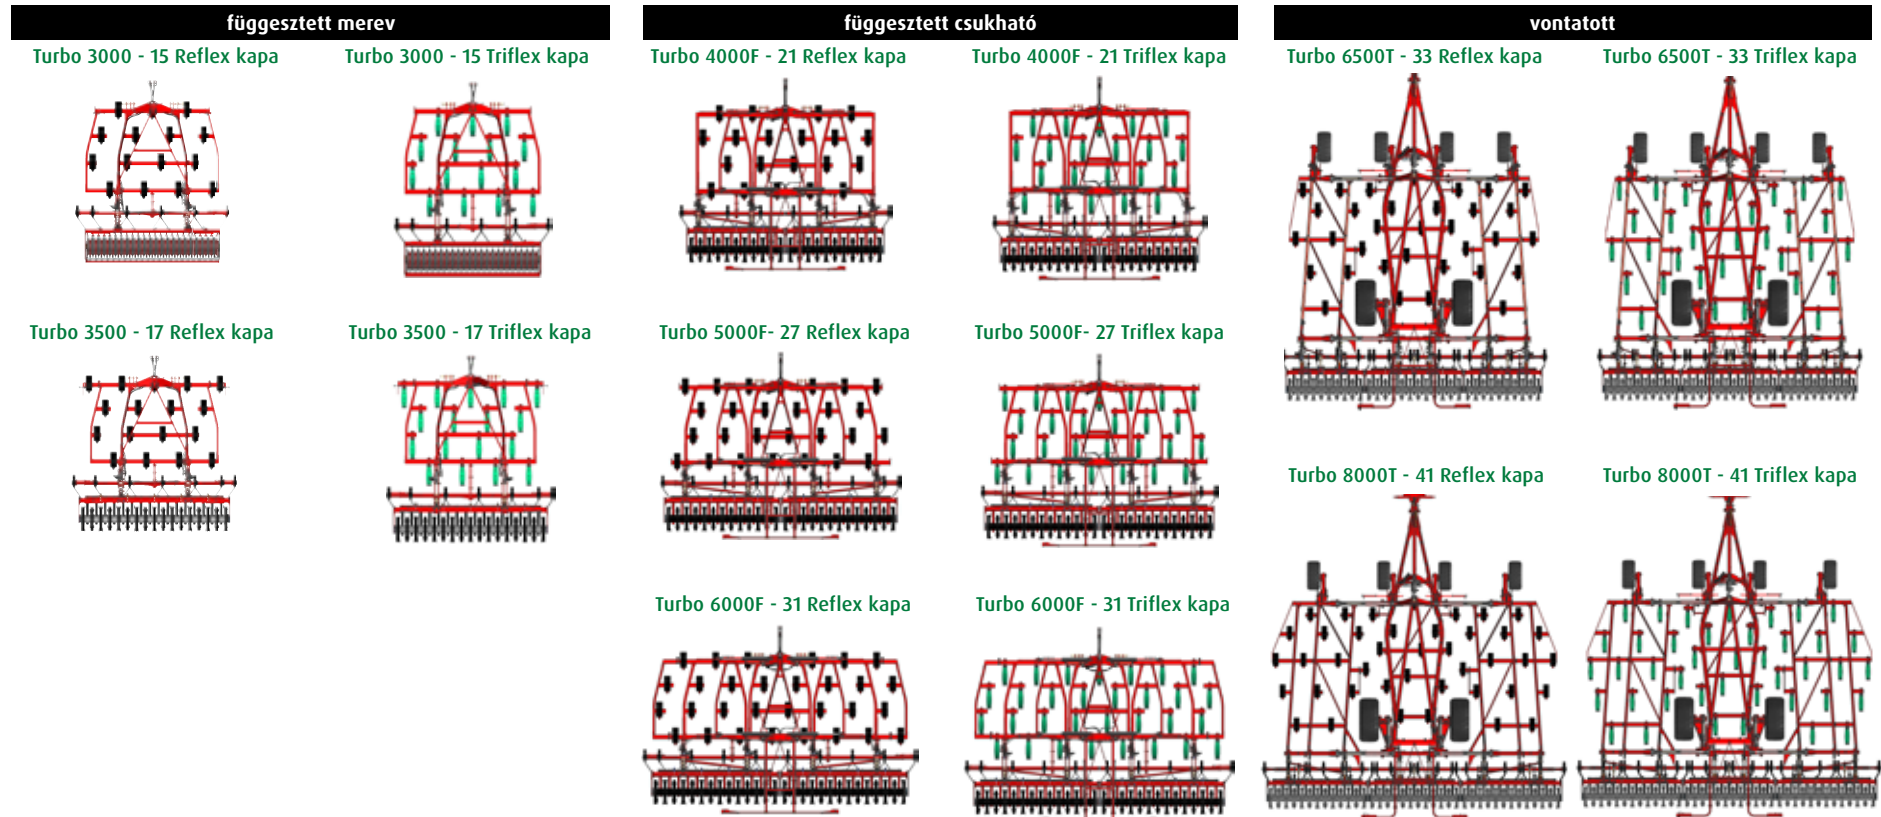 függesztett merev
Turbo 3000 - 15 Reflex kapa
Turbo 3000 - 15 Triflex kapa
Turbo 3500 - 17 Reflex kapa
Turbo 3500 - 17 Triflex kapa
függesztett csukható
Turbo 4000F - 21 Reflex kapa
Turbo 4000F - 21 Triflex kapa
Turbo 5000F- 27 Reflex kapa
Turbo 5000F- 27 Triflex kapa
Turbo 6000F - 31 Reflex kapa
Turbo 6000F - 31 Triflex kapa
vontatott
Turbo 6500T - 33 Reflex kapa
Turbo 6500T - 33 Triflex kapa
Turbo 8000T - 41 Reflex kapa
Turbo 8000T - 41 Triflex kapa